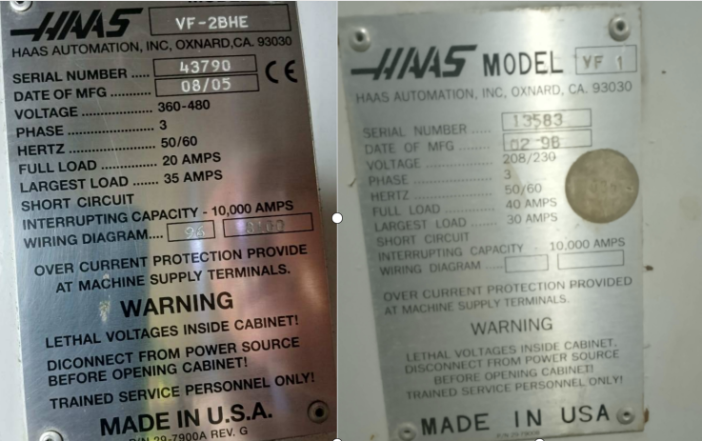 HAAS VF-2BHE
HAAS AUTOMATION, INC, OXNARD,CA. 93030
SERIAL NUMBER ..... 43790
DATE OF MFG ........... 08/05
CE
VOLTAGE .............. 360-480
PHASE ................... 3
HERTZ ................... 50/60
FULL LOAD ............ 20 AMPS
LARGEST LOAD ....... 35 AMPS
SHORT CIRCUIT
INTERRUPTING CAPACITY - 10,000 AMPS
WIRING DIAGRAM.... 96
OVER CURRENT PROTECTION PROVIDE
AT MACHINE SUPPLY TERMINALS.
WARNING
LETHAL VOLTAGES INSIDE CABINET!
DICONNECT FROM POWER SOURCE
BEFORE OPENING CABINET!
TRAINED SERVICE PERSONNEL ONLY!
MADE IN U.S.A.
P/N 29-7900A REV. G
HAAS MODEL VF 1
HAAS AUTOMATION, INC, OXNARD, CA. 93030
SERIAL NUMBER ..... 13583
DATE OF MFG ........ 02 98
VOLTAGE .............. 208/230
PHASE ................... 3
HERTZ ................... 50/60
FULL LOAD ............ 40 AMPS
LARGEST LOAD ....... 30 AMPS
SHORT CIRCUIT
INTERRUPTING CAPACITY 10,000 AMPS
WIRING DIAGRAM ....
OVER CURRENT PROTECTION PROVIDED
AT MACHINE SUPPLY TERMINALS.
WARNING
LETHAL VOLTAGES INSIDE CABINET.
DISCONNECT FROM POWER SOURCE
BEFORE OPENING CABINET!
TRAINED SERVICE PERSONNEL ONLY!
MADE IN USA